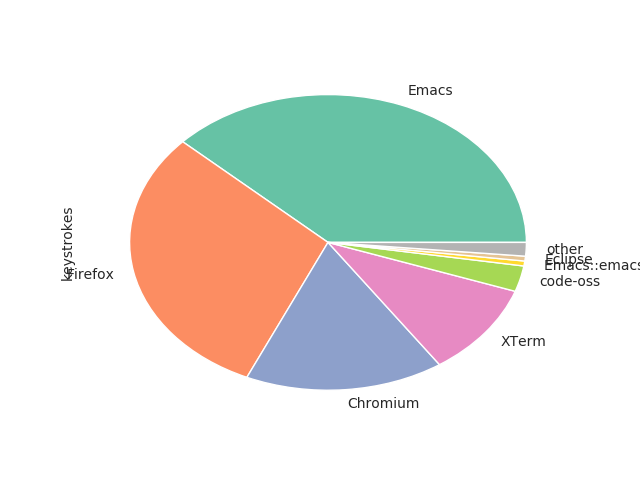 Emacs
keystrokes
Firefox
other
Eclipse
Emacs::emacs
code-oss
XTerm
Chromium